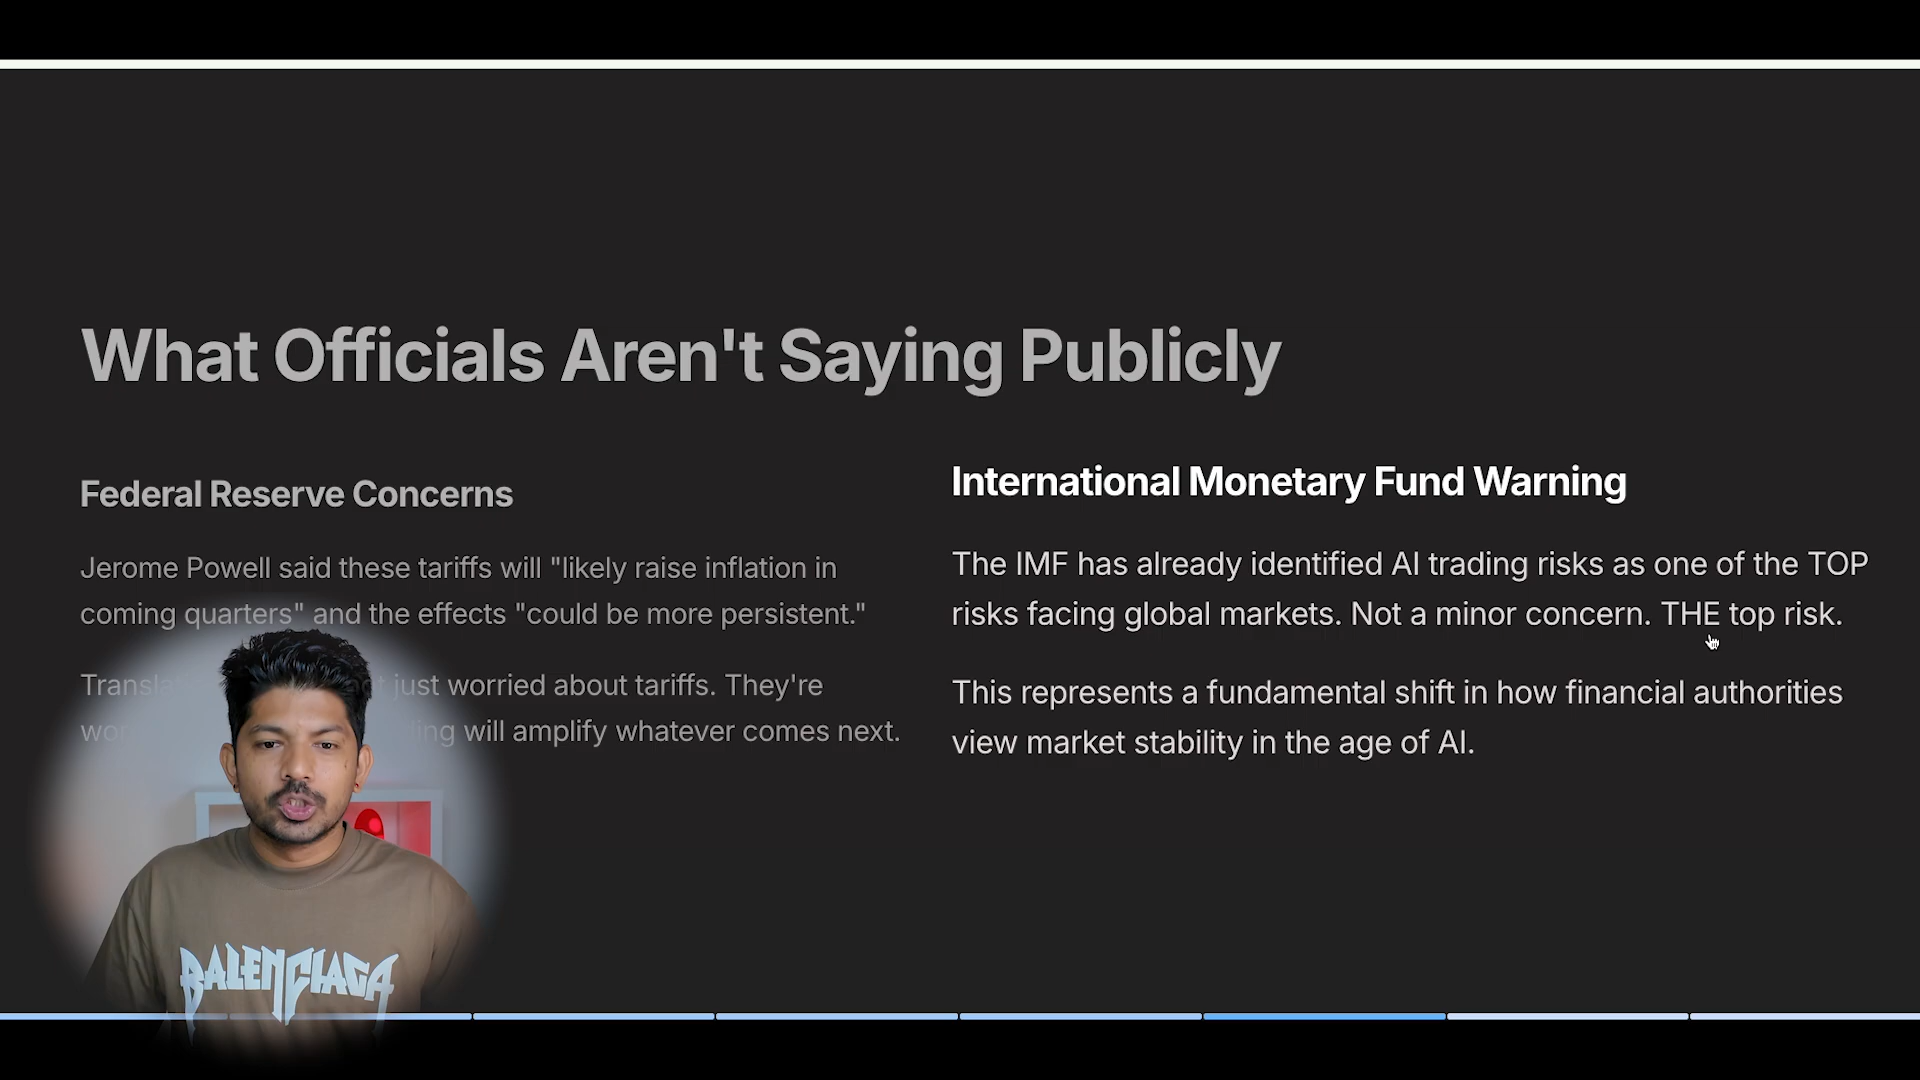 What Officials Aren't Saying Publicly
Federal Reserve Concerns
Jerome Powell said these tariffs will "likely raise inflation in
coming quarters" and the effects "could be more persistent."
just worried about tariffs. They're
will amplify whatever comes next.
International Monetary Fund Warning
The IMF has already identified AI trading risks as one of the TOP
risks facing global markets. Not a minor concern. THE top risk.
This represents a fundamental shift in how financial authorities
view market stability in the age of AI.
BALENCIAGA